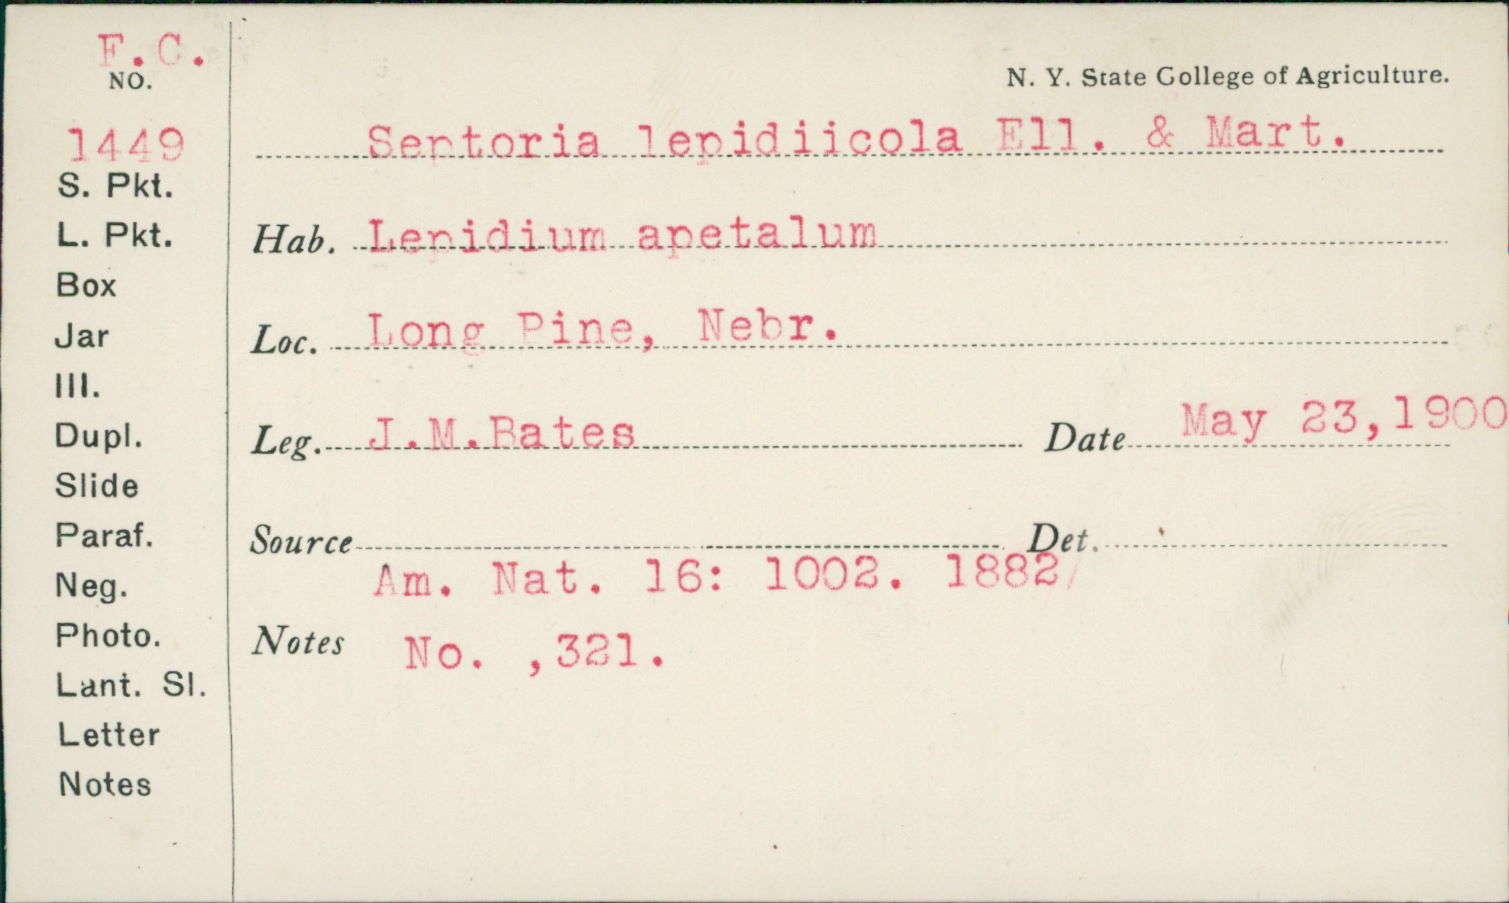 F.C.
NO.
1449
S. Pkt.
L. Pkt.
Box
Jar
Ill.
Dupl.
Slide
Paraf.
Neg.
Photo.
Lant. Sl.
Letter
Notes
N. Y. State College of Agriculture.
Septoria lepidiicola Ell. & Mart.
Hab. Lepidium apetalum
Loc. Long Pine, Nebr.
Leg. J.M.Bates Date May 23,1900
Source Det.
Am. Nat. 16: 1002. 1882/
Notes No. ,321.